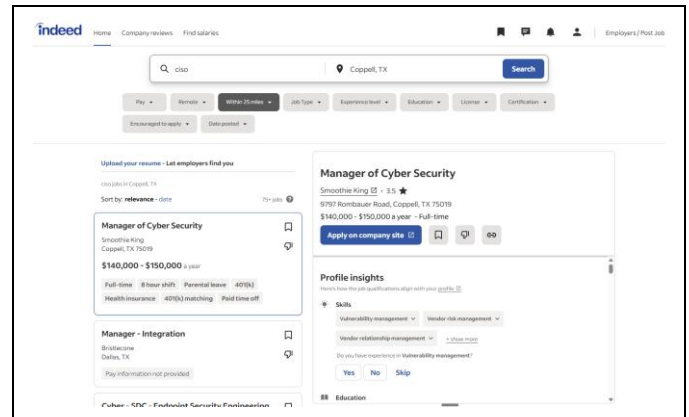 indeed Home Company reviews Find salaries Employers / Post Job
ciso Coppell, TX Search
Pay Remote Within 25 miles Job Type Experience level Education License Certification
Encouraged to apply Date posted
Upload your resume - Let employers find you
ciso jobs in Coppell, TX
Sort by: relevance - date 75+ jobs
Manager of Cyber Security
Smoothie King
Coppell, TX 75019
$140,000 - $150,000 a year
Full-time 8 hour shift Parental leave 401(k)
Health insurance 401(k) matching Paid time off
Manager - Integration
Bristlecone
Dallas, TX
Pay information not provided
Cyber - SDC - Endpoint Security Engineering
Manager of Cyber Security
Smoothie King - 3.5
9797 Rombauer Road, Coppell, TX 75019
$140,000 - $150,000 a year - Full-time
Apply on company site
Profile insights
Here's how the job qualifications align with your profile
Skills
Vulnerability management Vendor risk management
Vendor relationship management + show more
Do you have experience in Vulnerability management?
Yes No Skip
Education